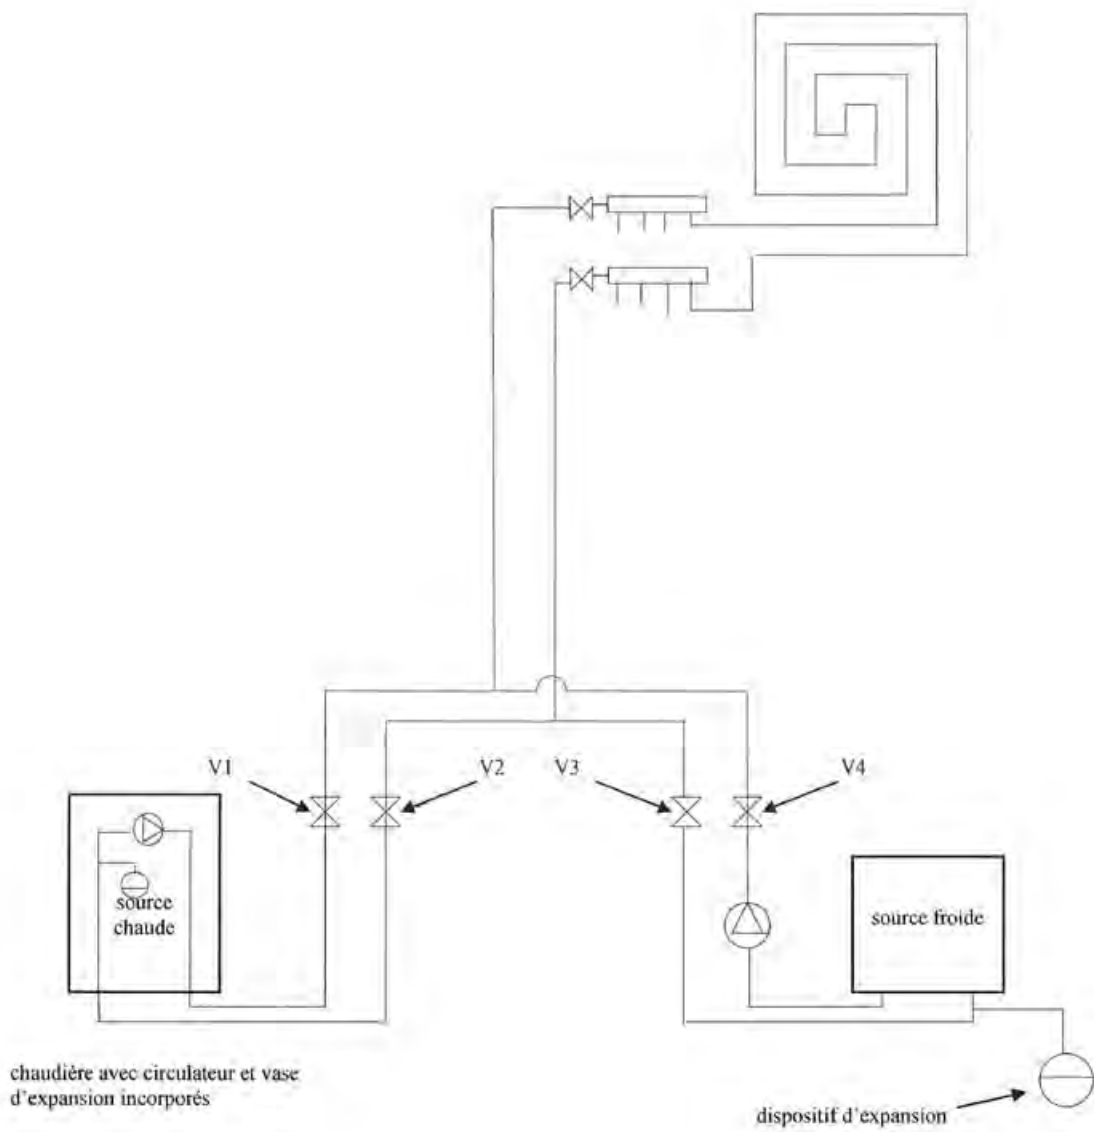 V1
V2
V3
V4
source
chaude
source froide
chaudière avec circulateur et vase
d'expansion incorporés
dispositif d'expansion